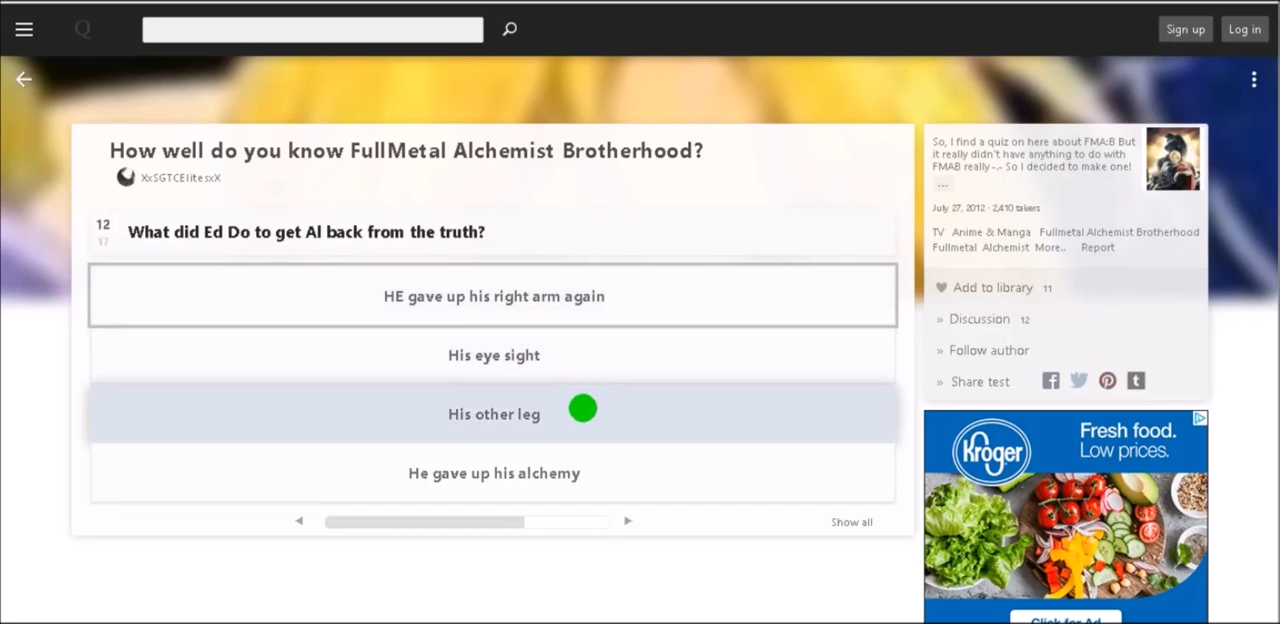 Q
Sign up
Log in
How well do you know FullMetal Alchemist Brotherhood?
XxSGTCElitesxX
12
17
What did Ed Do to get Al back from the truth?
HE gave up his right arm again
His eye sight
His other leg
He gave up his alchemy
Show all
So, I find a quiz on here about FMA:B But
it really didn't have anything to do with
FMAB really -.- So I decided to make one!
...
July 27, 2012 · 2,410 takers
TV Anime & Manga Fullmetal Alchemist Brotherhood
Fullmetal Alchemist More.. Report
Add to library 11
» Discussion 12
» Follow author
» Share test
Kroger
Fresh food.
Low prices.
Click for Ad